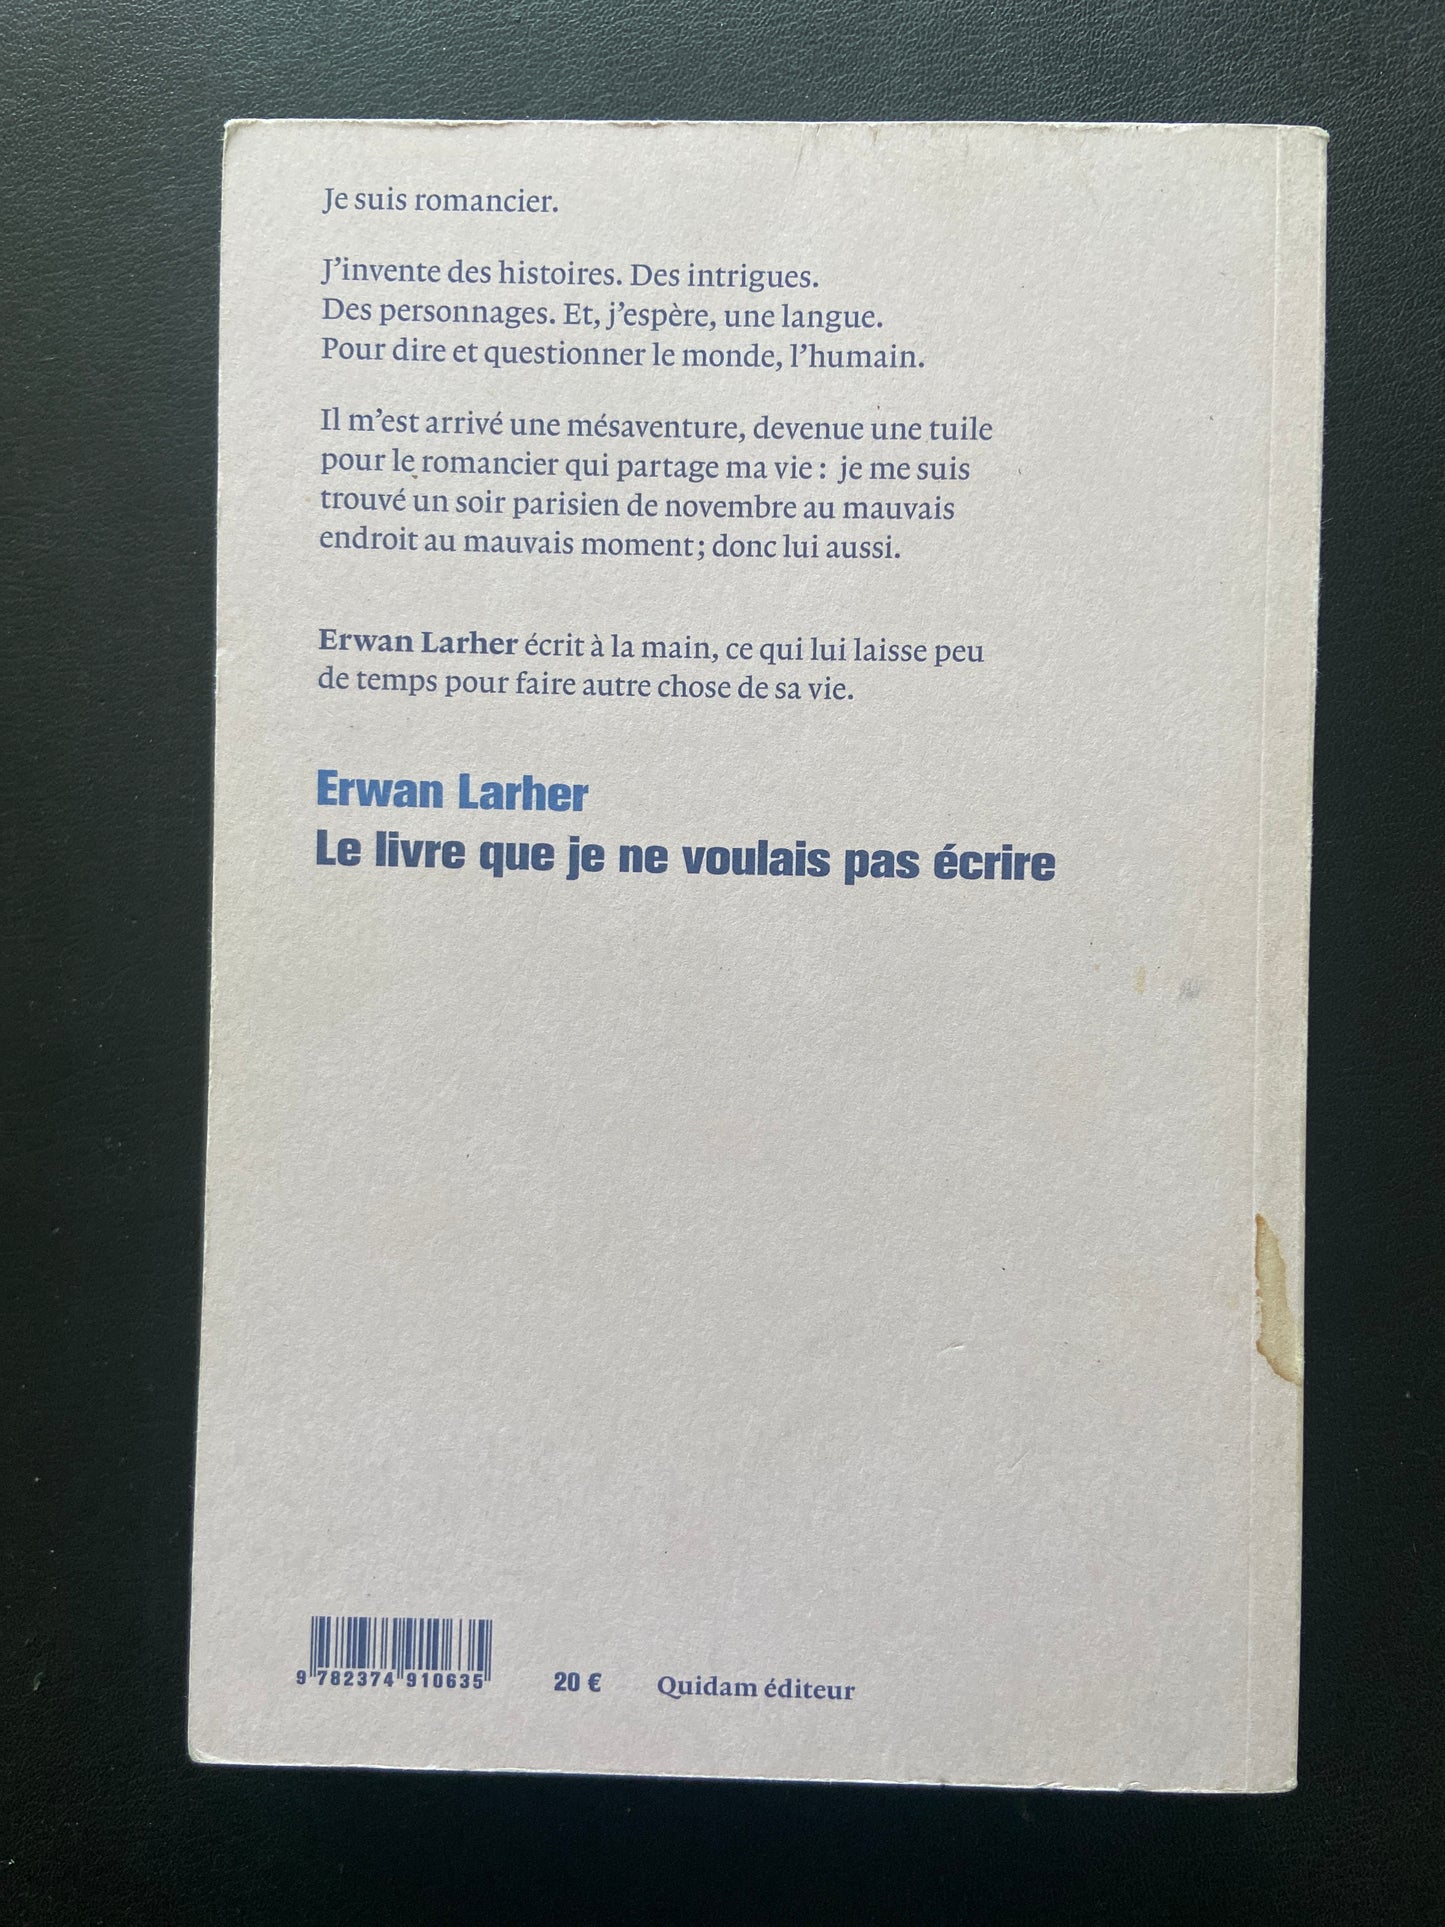 Je suis romancier.
J’invente des histoires. Des intrigues.
Des personnages. Et, j’espère, une langue.
Pour dire et questionner le monde, l’humain.
Il m’est arrivé une mésaventure, devenue une tuile
pour le romancier qui partage ma vie : je me suis
trouvé un soir parisien de novembre au mauvais
endroit au mauvais moment ; donc lui aussi.
Erwan Larher écrit à la main, ce qui lui laisse peu
de temps pour faire autre chose de sa vie.
Erwan Larher
Le livre que je ne voulais pas écrire
9 782374 910635
20 €
Quidam éditeur